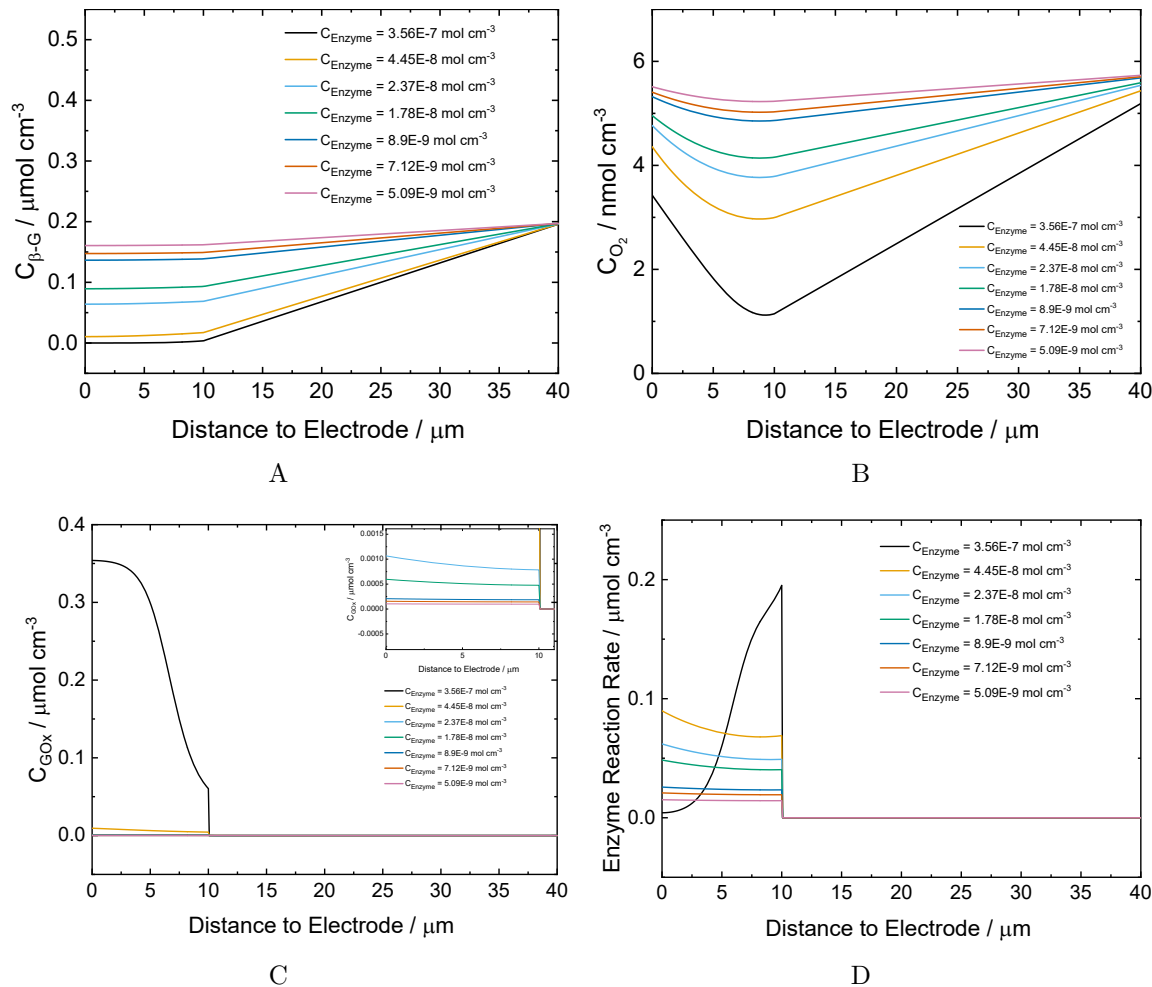 0.5
0.4
0.3
0.2
0.1
0.0
C_β-G / μmol cm⁻³
C_Enzyme = 3.56E-7 mol cm⁻³
C_Enzyme = 4.45E-8 mol cm⁻³
C_Enzyme = 2.37E-8 mol cm⁻³
C_Enzyme = 1.78E-8 mol cm⁻³
C_Enzyme = 8.9E-9 mol cm⁻³
C_Enzyme = 7.12E-9 mol cm⁻³
C_Enzyme = 5.09E-9 mol cm⁻³
0 5 10 15 20 25 30 35 40
Distance to Electrode / μm
A
6
4
2
0
C_O₂ / nmol cm⁻³
C_Enzyme = 3.56E-7 mol cm⁻³
C_Enzyme = 4.45E-8 mol cm⁻³
C_Enzyme = 2.37E-8 mol cm⁻³
C_Enzyme = 1.78E-8 mol cm⁻³
C_Enzyme = 8.9E-9 mol cm⁻³
C_Enzyme = 7.12E-9 mol cm⁻³
C_Enzyme = 5.09E-9 mol cm⁻³
0 5 10 15 20 25 30 35 40
Distance to Electrode / μm
B
0.4
0.3
0.2
0.1
0.0
C_GOx / μmol cm⁻³
0.0015
0.0010
0.0005
0.0000
-0.0005
C_GOx / μmol cm⁻³
0 5 10
Distance to Electrode / μm
C_Enzyme = 3.56E-7 mol cm⁻³
C_Enzyme = 4.45E-8 mol cm⁻³
C_Enzyme = 2.37E-8 mol cm⁻³
C_Enzyme = 1.78E-8 mol cm⁻³
C_Enzyme = 8.9E-9 mol cm⁻³
C_Enzyme = 7.12E-9 mol cm⁻³
C_Enzyme = 5.09E-9 mol cm⁻³
0 5 10 15 20 25 30 35 40
Distance to Electrode / μm
C
0.2
0.1
0.0
Enzyme Reaction Rate / μmol cm⁻³
C_Enzyme = 3.56E-7 mol cm⁻³
C_Enzyme = 4.45E-8 mol cm⁻³
C_Enzyme = 2.37E-8 mol cm⁻³
C_Enzyme = 1.78E-8 mol cm⁻³
C_Enzyme = 8.9E-9 mol cm⁻³
C_Enzyme = 7.12E-9 mol cm⁻³
C_Enzyme = 5.09E-9 mol cm⁻³
0 5 10 15 20 25 30 35 40
Distance to Electrode / μm
D